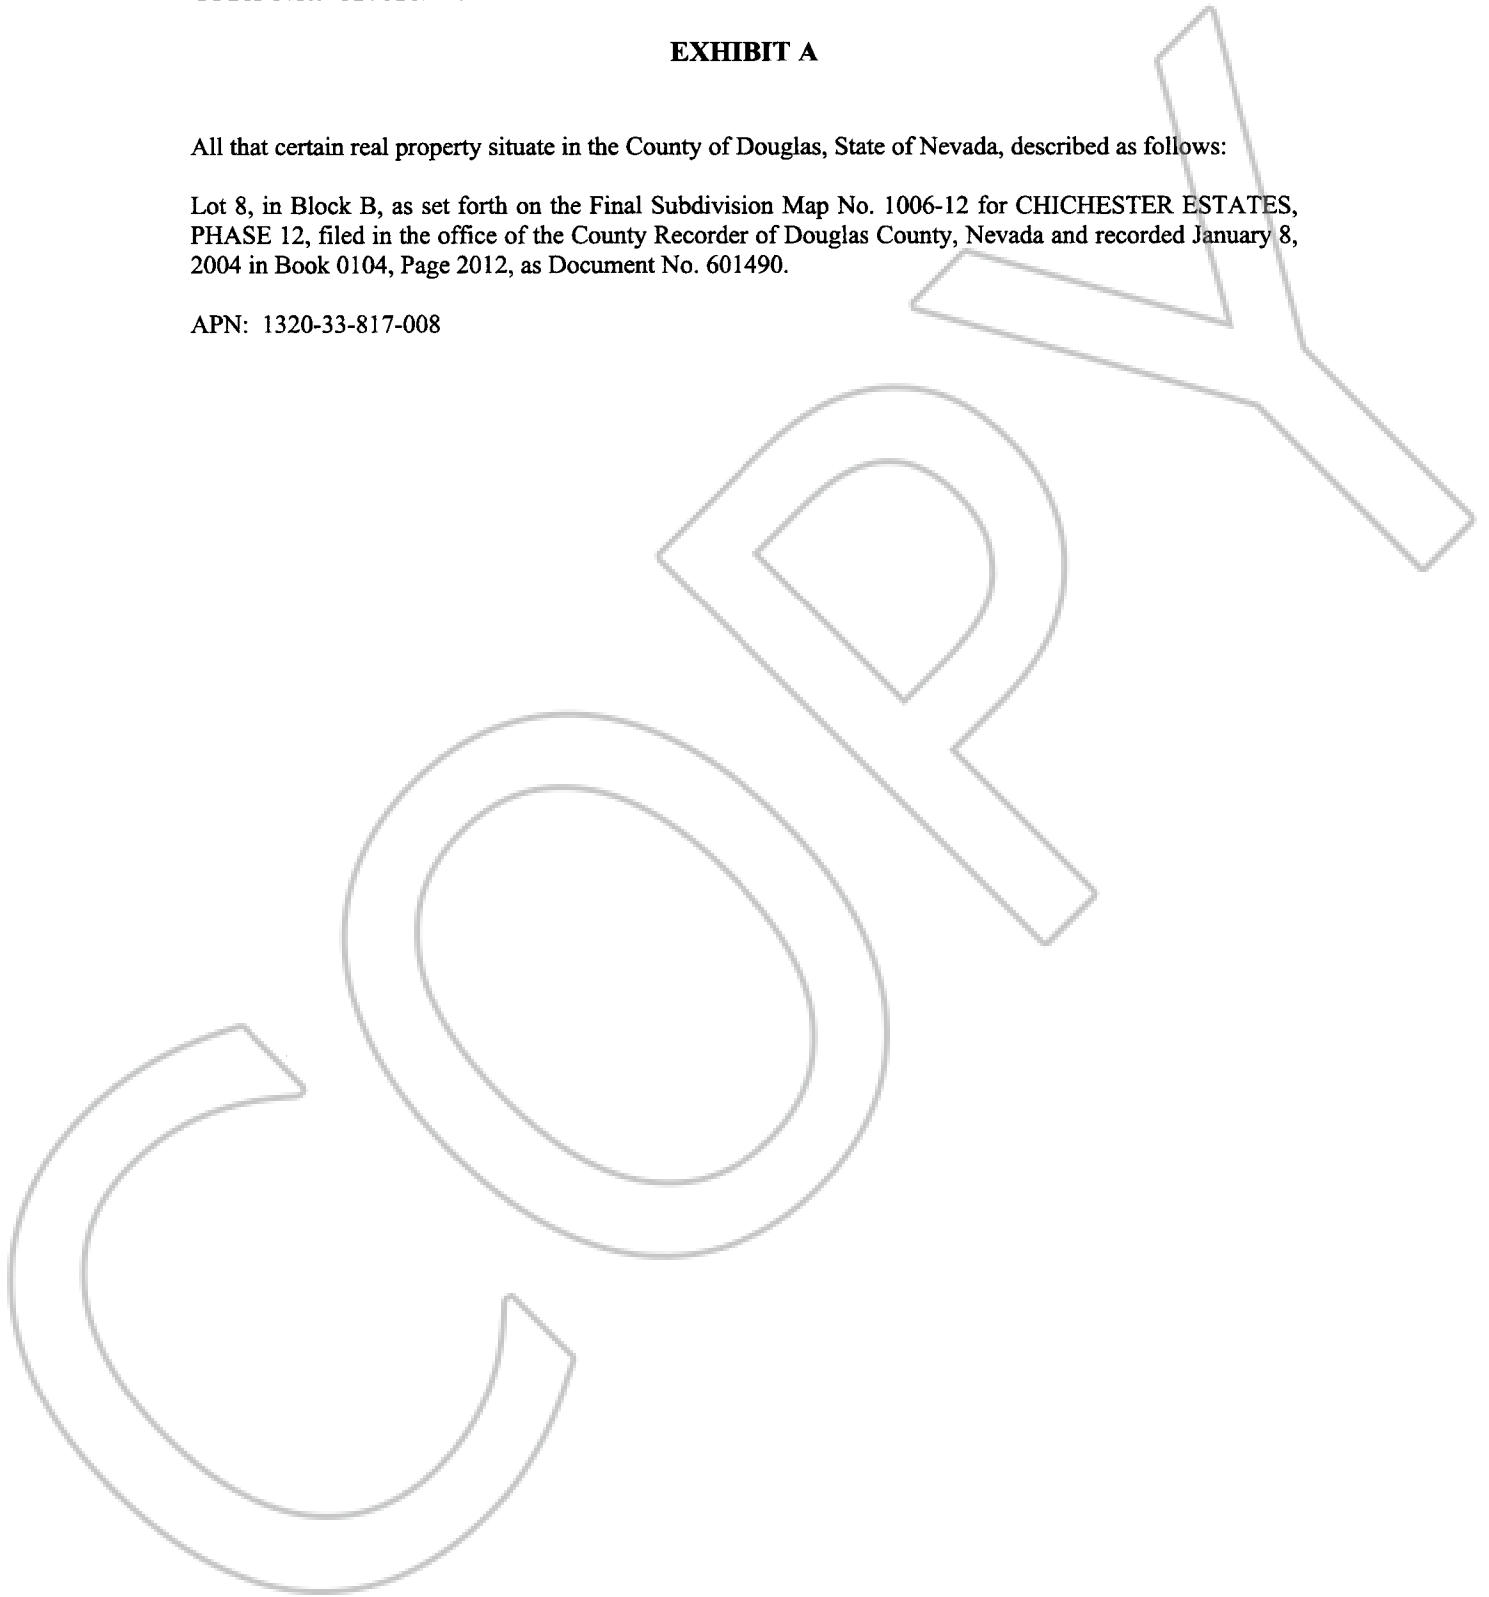 EXHIBIT A
All that certain real property situate in the County of Douglas, State of Nevada, described as follows:
Lot 8, in Block B, as set forth on the Final Subdivision Map No. 1006-12 for CHICHESTER ESTATES,
PHASE 12, filed in the office of the County Recorder of Douglas County, Nevada and recorded January 8,
2004 in Book 0104, Page 2012, as Document No. 601490.
APN: 1320-33-817-008
COPY